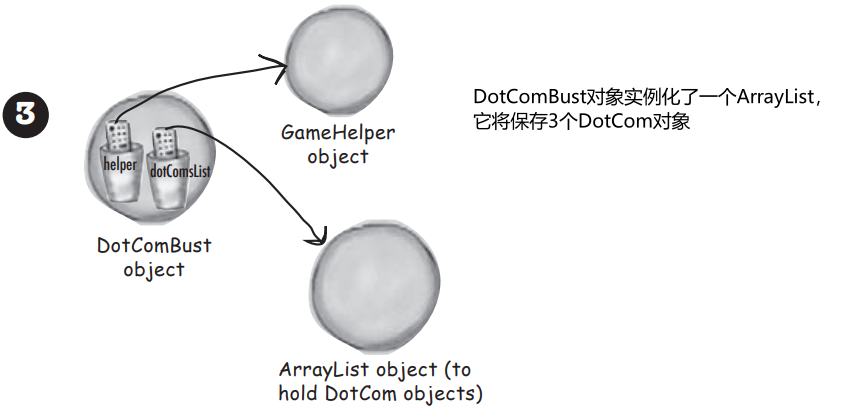 3
GameHelper
object
DotComBust对象实例化了一个ArrayList，
它将保存3个DotCom对象
helper
dotComsList
DotComBust
object
ArrayList object (to
hold DotCom objects)